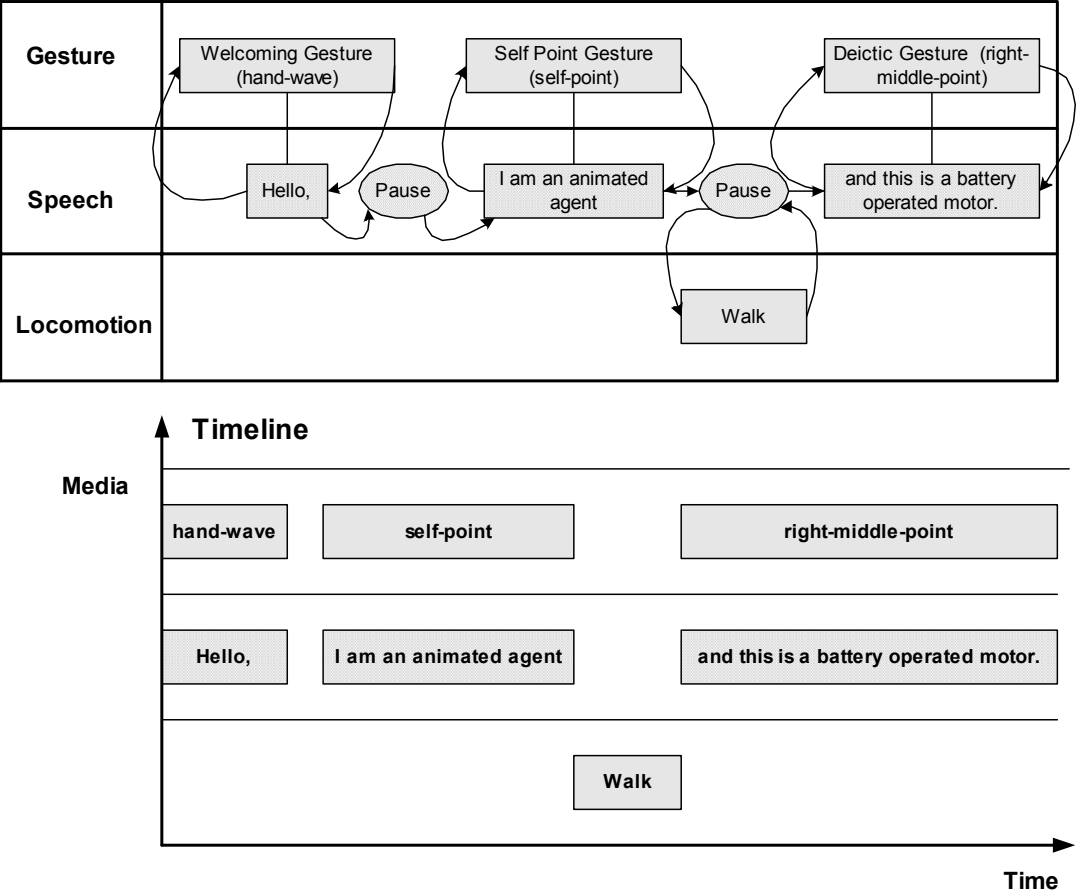 Gesture
Welcoming Gesture
(hand-wave)
Self Point Gesture
(self-point)
Deictic Gesture (right-
middle-point)
Speech
Hello,
Pause
I am an animated
agent
Pause
and this is a battery
operated motor.
Locomotion
Walk
Timeline
Media
hand-wave
self-point
right-middle-point
Hello,
I am an animated agent
and this is a battery operated motor.
Walk
Time